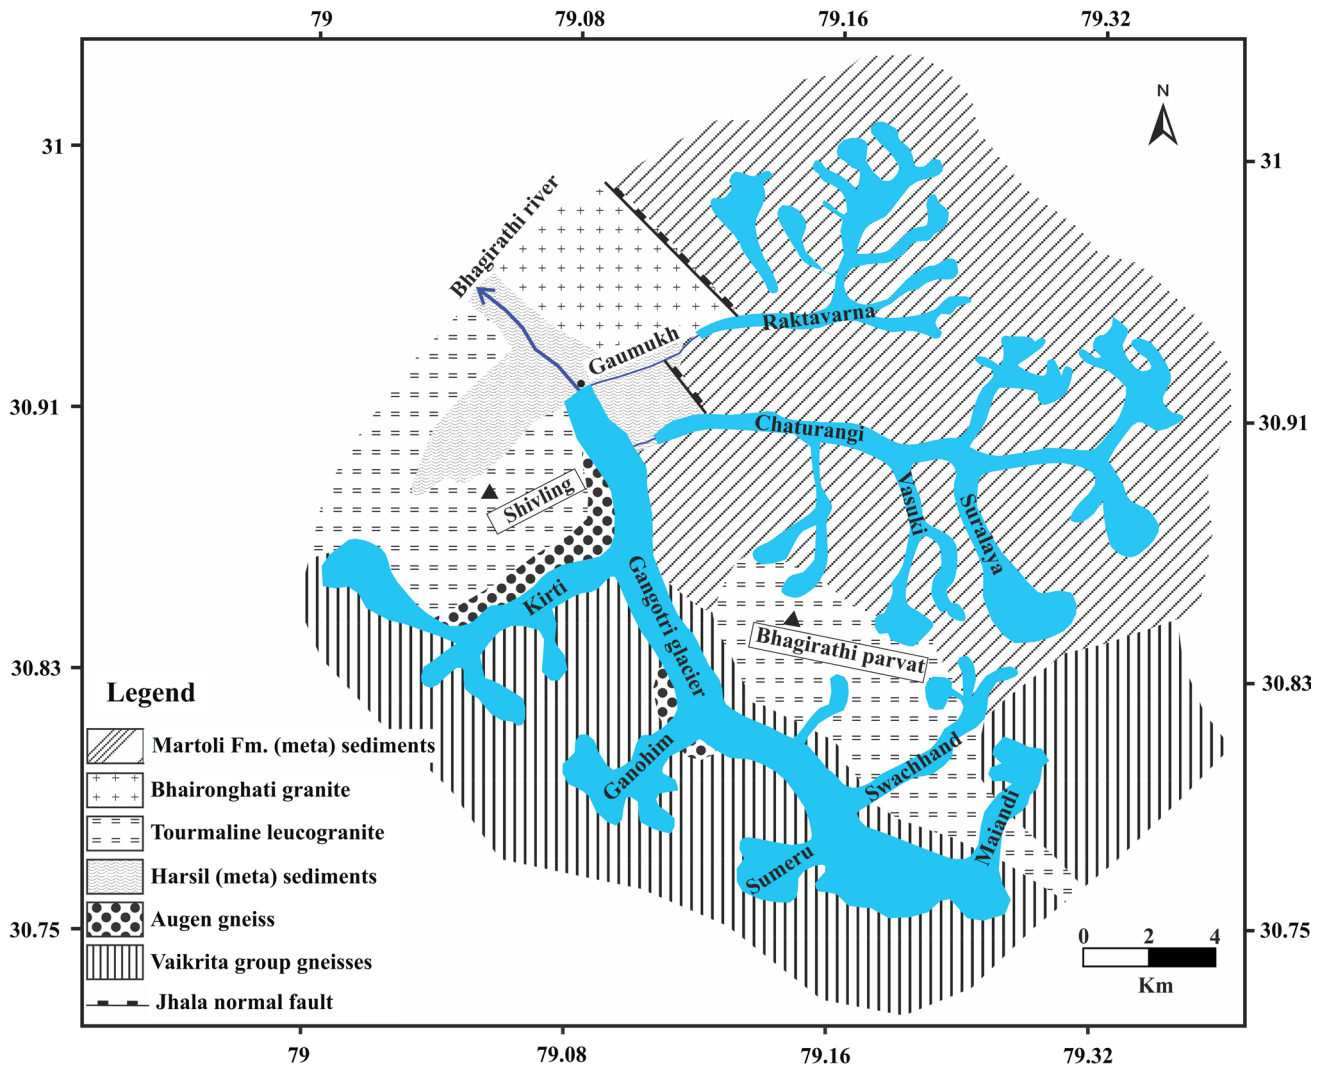 79 79.08 79.16 79.32
N
31
31
Bhagirathi river
Raktavarna
Gaumukh
30.91
30.91
Chaturangi
Shivling
Vasuki
Suralaya
Kirti
Gangotri glacier
Bhagirathi parvat
30.83
30.83
Swachhand
Ganohim
Maiandi
Sumeru
Legend
Martoli Fm. (meta) sediments
Bhaironghati granite
Tourmaline leucogranite
Harsil (meta) sediments
Augen gneiss
Vaikrita group gneisses
Jhala normal fault
30.75
30.75
0 2 4
Km
79 79.08 79.16 79.32